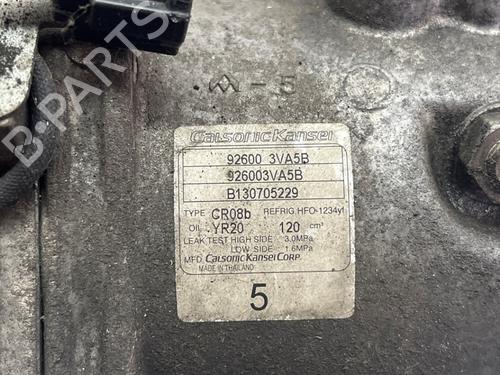 M-5
CalsonicKansei
92600 3VA5B
926003VA5B
B130705229
TYPE CR08b REFRIG. HFO-1234yf
OIL YR20 120 cm³
LEAK TEST HIGH SIDE 3.0MPa
LOW SIDE 1.6MPa
MFD. CALSONICKANSEI CORP.
MADE IN THAILAND
5
B-PARTS